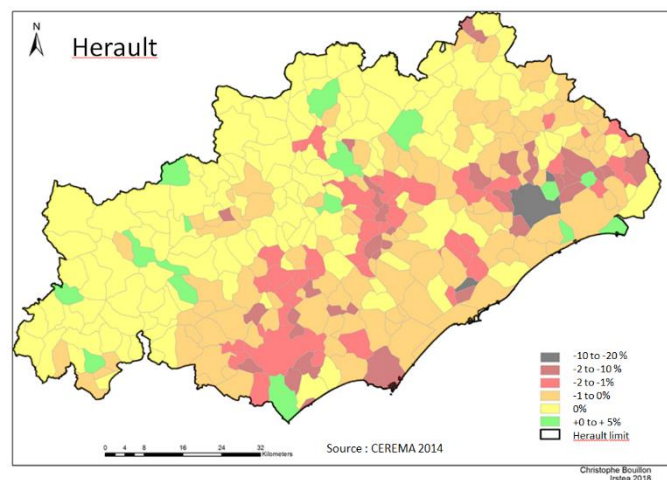 N
Herault
-10 to -20 %
-2 to -10 %
-2 to -1%
-1 to 0%
0%
+0 to + 5%
Herault limit
0 4 8 16 24 32
Kilometers
Source : CEREMA 2014
Christophe Bouillon
Irstea 2018